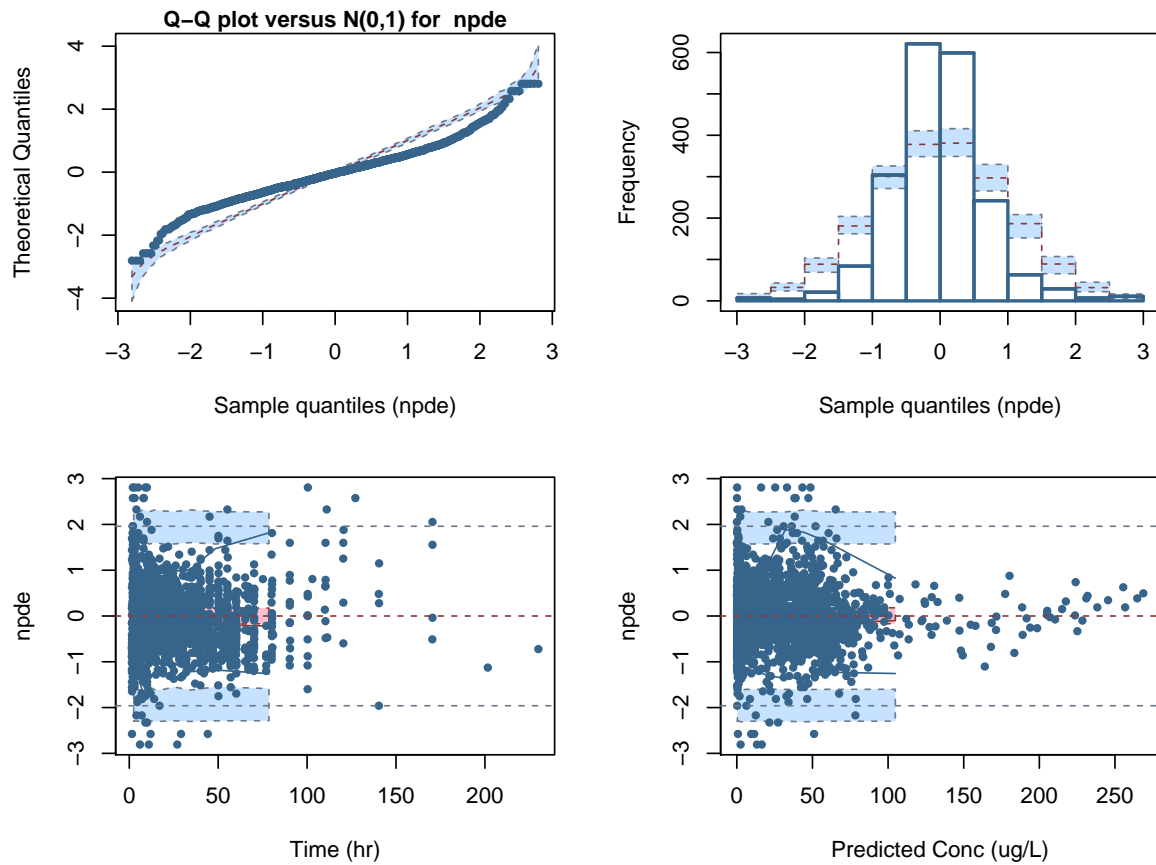 Q−Q plot versus N(0,1) for  npde
Theoretical Quantiles
4
2
0
−2
−4
−3 −2 −1 0 1 2 3
Sample quantiles (npde)
Frequency
600
400
200
0
−3 −2 −1 0 1 2 3
Sample quantiles (npde)
npde
3
2
1
0
−1
−2
−3
0 50 100 150 200
Time (hr)
npde
3
2
1
0
−1
−2
−3
0 50 100 150 200 250
Predicted Conc (ug/L)